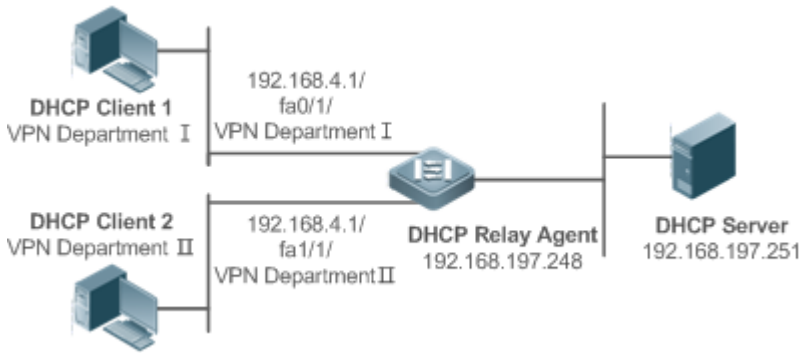 DHCP Client 1
VPN Department Ⅰ
192.168.4.1/
fa0/1/
VPN Department Ⅰ
DHCP Client 2
VPN Department Ⅱ
192.168.4.1/
fa1/1/
VPN Department Ⅱ
DHCP Relay Agent
192.168.197.248
DHCP Server
192.168.197.251